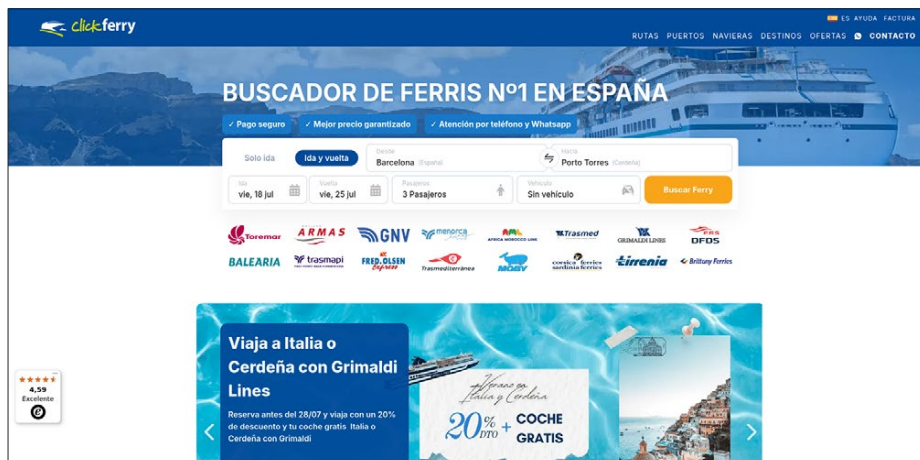 clickferry
ES AYUDA FACTURA
RUTAS PUERTOS NAVIERAS DESTINOS OFERTAS CONTACTO
BUSCADOR DE FERRIS Nº1 EN ESPAÑA
✓ Pago seguro ✓ Mejor precio garantizado ✓ Atención por teléfono y Whatsapp
Solo ida Ida y vuelta
Desde
Barcelona (España)
Hacia
Porto Torres (Cerdeña)
Ida
vie, 18 jul
Vuelta
vie, 25 jul
Pasajeros
3 Pasajeros
Vehículo
Sin vehículo
Buscar Ferry
Toremar ARMAS GNV menorca AFRICA MOROCCO LINK Trasmed GRIMALDI LINES FRS DFDS
BALEARIA trasmapi FRED. OLSEN Express Trasmediterránea MOBY corsica ferries sardinia ferries tirrenia Brittany Ferries
Viaja a Italia o
Cerdeña con Grimaldi
Lines
Reserva antes del 28/07 y viaja con un 20%
de descuento y tu coche gratis Italia o
Cerdeña con Grimaldi
Verano en
Italia y Cerdeña
20% DTO + COCHE GRATIS
4,59
Excelente